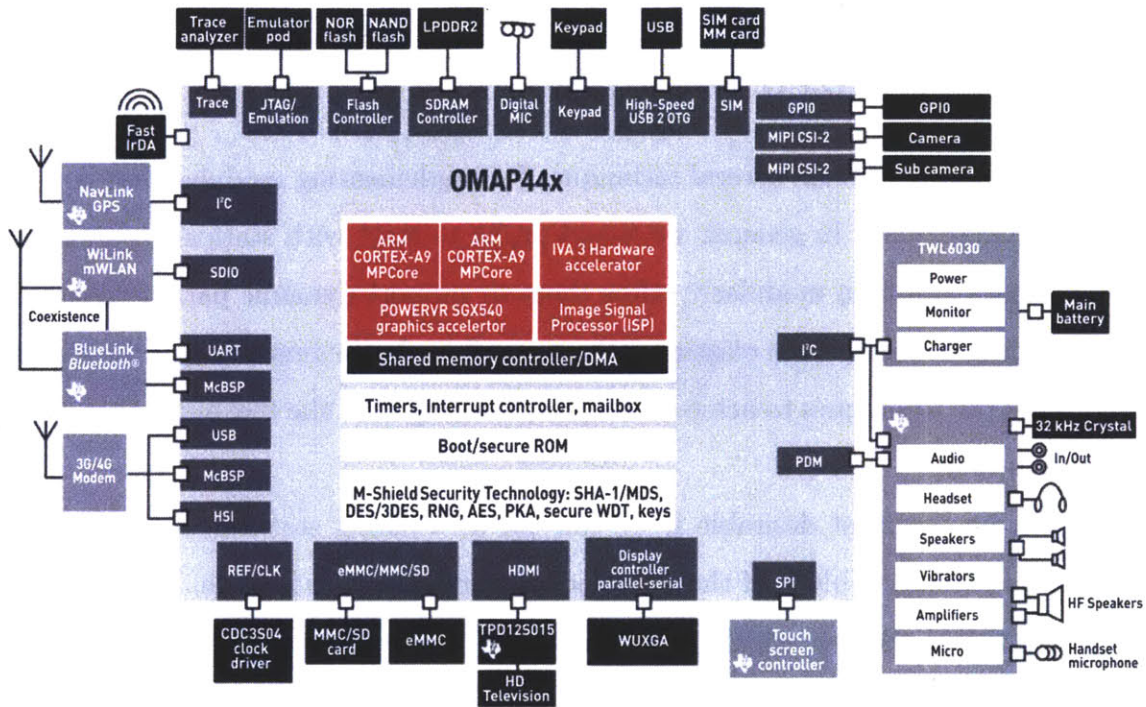 Trace
analyzer
Emulator
pod
NOR
flash
NAND
flash
LPDDR2
Keypad
USB
SIM card
MM card
Trace
JTAG/
Emulation
Flash
Controller
SDRAM
Controller
Digital
MIC
Keypad
High-Speed
USB 2 OTG
SIM
GPIO
GPIO
MIPI CSI-2
Camera
MIPI CSI-2
Sub camera
Fast
IrDA
NavLink
GPS
I²C
WiLink
mWLAN
SDIO
Coexistence
BlueLink
Bluetooth®
UART
McBSP
3G/4G
Modem
USB
McBSP
HSI
OMAP44x
ARM
CORTEX-A9
MPCore
ARM
CORTEX-A9
MPCore
IVA 3 Hardware
accelerator
POWERVR SGX540
graphics accelertor
Image Signal
Processor (ISP)
Shared memory controller/DMA
Timers, Interrupt controller, mailbox
Boot/secure ROM
M-Shield Security Technology: SHA-1/MDS,
DES/3DES, RNG, AES, PKA, secure WDT, keys
I²C
PDM
TWL6030
Power
Monitor
Charger
Main
battery
32 kHz Crystal
Audio
In/Out
Headset
Speakers
Vibrators
Amplifiers
HF Speakers
Micro
Handset
microphone
REF/CLK
eMMC/MMC/SD
HDMI
Display
controller
parallel-serial
SPI
CDC3S04
clock
driver
MMC/SD
card
eMMC
TPD12S015
HD
Television
WUXGA
Touch
screen
controller